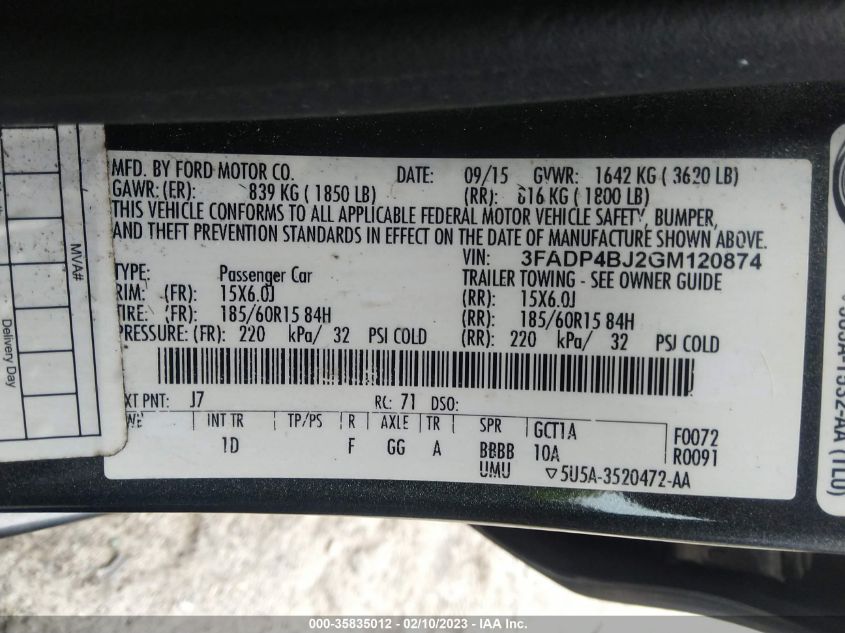 MFD. BY FORD MOTOR CO. DATE: 09/15 GVWR: 1642 KG ( 3620 LB)
GAWR: (FR): 839 KG ( 1850 LB) (RR): 816 KG ( 1800 LB)
THIS VEHICLE CONFORMS TO ALL APPLICABLE FEDERAL MOTOR VEHICLE SAFETY, BUMPER,
AND THEFT PREVENTION STANDARDS IN EFFECT ON THE DATE OF MANUFACTURE SHOWN ABOVE.
VIN: 3FADP4BJ2GM120874
TYPE: Passenger Car TRAILER TOWING - SEE OWNER GUIDE
RIM: (FR): 15X6.0J (RR): 15X6.0J
TIRE: (FR): 185/60R15 84H (RR): 185/60R15 84H
PRESSURE: (FR): 220 kPa/ 32 PSI COLD (RR): 220 kPa/ 32 PSI COLD
XT PNT: J7 RC: 71 DSO:
INT TR TP/PS R AXLE TR SPR GCT1A F0072
1D F GG A BBBB 10A R0091
UMU ▽5U5A-3520472-AA
MVA#
Delivery Day
-1532-AA (TL0)
000-35835012 - 02/10/2023 - © IAA Inc.